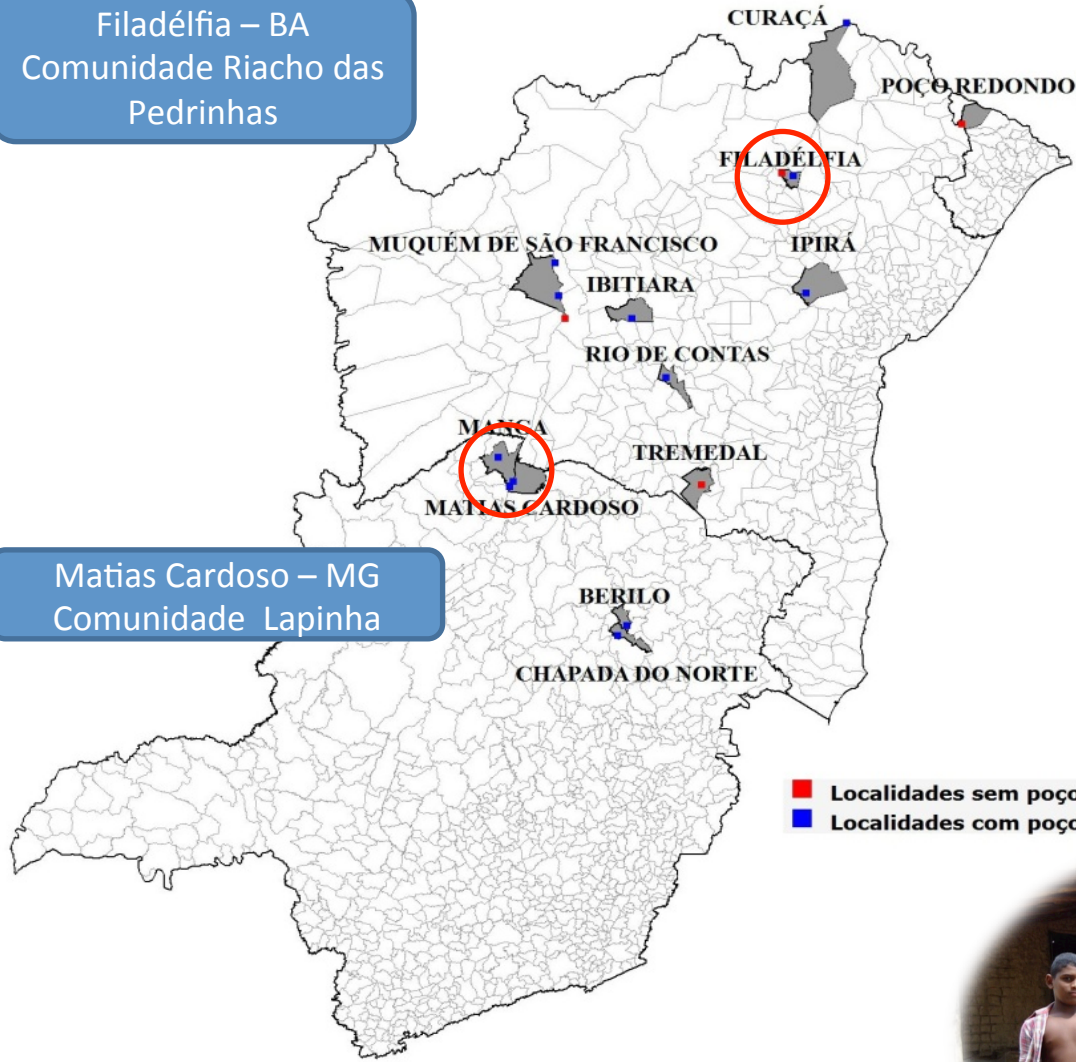 Filadélfia – BA
Comunidade Riacho das
Pedrinhas
CURAÇÁ
POÇO REDONDO
FILADÉLFIA
MUQUÉM DE SÃO FRANCISCO
IPIRÁ
IBITIARA
RIO DE CONTAS
MANGA
TREMEDAL
MATIAS CARDOSO
Matias Cardoso – MG
Comunidade Lapinha
BERILO
CHAPADA DO NORTE
Localidades sem poço
Localidades com poço